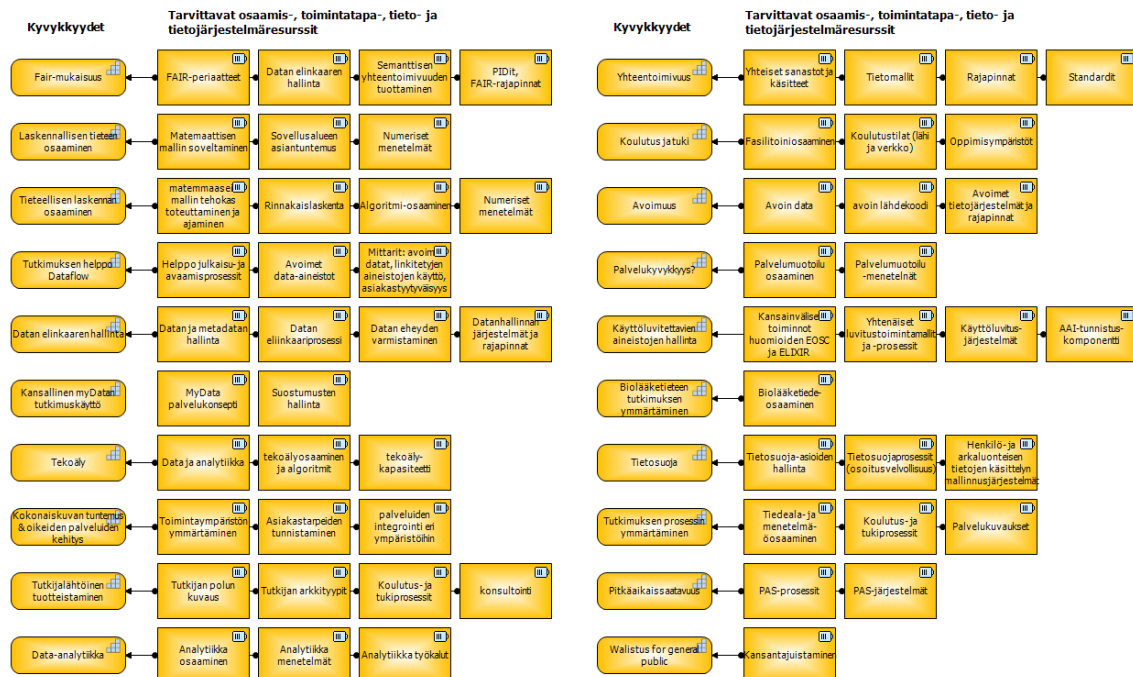 Kyvykkyydet
Tarvittavat osaamis-, toimintatapa-, tieto- ja
tietojärjestelmäresurssit
Fair-mukaisuus
FAIR-periaatteet
Datan elinkaaren
hallinta
Semanttisen
yhteentoimivuuden
tuottaminen
PIDit,
FAIR-rajapinnat
Laskennallisen tieteen
osaaminen
Matemaattisen
mallin soveltaminen
Sovellusalueen
asiantuntemus
Numeriset
menetelmät
Tieteellisen laskennan
osaaminen
matemmaasen
mallin tehokas
toteuttaminen ja
ajaminen
Rinnakaislaskenta
Algoritmi-osaaminen
Numeriset
menetelmät
Tutkimuksen helppo
Dataflow
Helppo julkaisu- ja
avaamisprosessit
Avoimet
data-aineistot
Mittarit: avoimet
datat, linkitetyjen
aineistojen käyttö,
asiakastyytyväisyys
Datan elinkaaren hallinta
Datan ja metadatan
hallinta
Datan
eliinkaariprosessi
Datan eheyden
varmistaminen
Datanhallinnan
järjestelmät ja
rajapinnat
Kansallinen myDatan
tutkimuskäyttö
MyData
palvelukonsepti
Suostumusten
hallinta
Tekoäly
Data ja analytiikka
tekoälyosaaminen
ja algoritmit
tekoäly-
kapasiteetti
Kokonaiskuvan tuntemus
& oikeiden palveluiden
kehitys
Toimintaympäristön
ymmärtäminen
Asiakastarpeiden
tunnistaminen
palveluiden
integrointi eri
ympäristöihin
Tutkijalähtöinen
tuotteistaminen
Tutkijan polun
kuvaus
Tutkijan arkkityypit
Koulutus- ja
tukiprosessit
konsultointi
Data-analytiikka
Analytiikka
osaaminen
Analytiikka
menetelmät
Analytiikka työkalut
Kyvykkyydet
Tarvittavat osaamis-, toimintatapa-, tieto- ja
tietojärjestelmäresurssit
Yhteentoimivuus
Yhteiset sanastot ja
käsitteet
Tietomallit
Rajapinnat
Standardit
Koulutus ja tuki
Fasilitoiniosaaminen
Koulutustilat (lähi
ja verkko)
Oppimisympäristöt
Avoimuus
Avoin data
avoin lähdekoodi
Avoimet
tietojärjestelmät ja
rajapinnat
Palvelukyvykkyys?
Palvelumuotoilu
osaaminen
Palvelumuotoilu
-menetelnät
Käyttöluvitettavien
aineistojen hallinta
Kansainväliset
toiminnot
huomioiden EOSC
ja ELIXIR
Yhtenäiset
luvitustoimintamallit
ja -prosessit
Käyttöluvitus-
järjestelmät
AAI-tunnistus-
komponentti
Biolääketieteen
tutkimuksen
ymmärtäminen
Biolääketiede-
osaaminen
Tietosuoja
Tietosuoja-asioiden
hallinta
Tietosuojaprosessit
(osoitusvelvollisuus)
Henkilö- ja
arkaluonteisen
tietojen käsittelyn
mallinnusjärjestelmät
Tutkimuksen prosessin
ymmärtäminen
Tiedeala- ja
menetelmä-
öosaaminen
Koulutus- ja
tukiprosessit
Palvelukuvaukset
Pitkäaikaissaatavuus
PAS-prosessit
PAS-järjestelmät
Walistus for general
public
Kansantajuistaminen